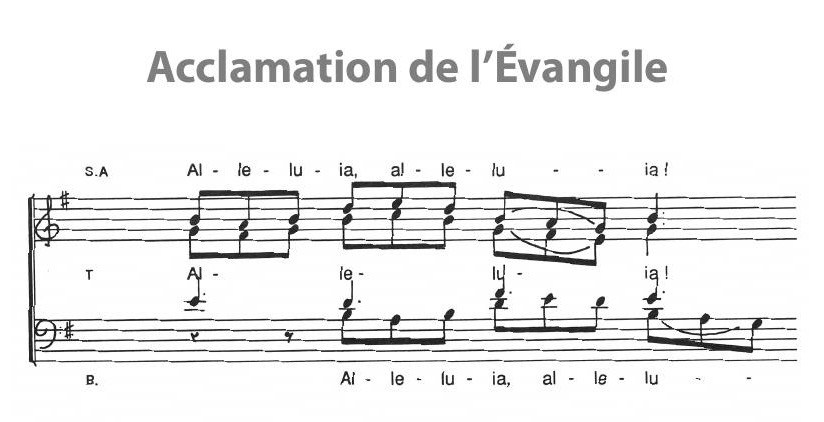 Acclamation de l’Évangile
S.A Al - le - lu - ia, al - le - lu - - ia !
T Al - le - lu - ia !
B. Al - le - lu - ia, al - le - lu - -